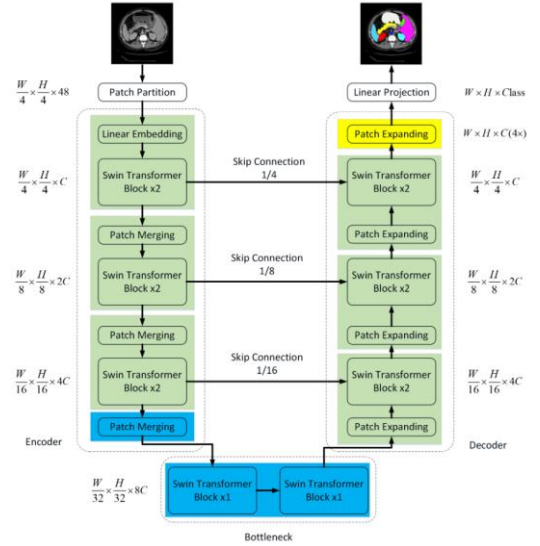 W/4 × H/4 × 48
Patch Partition
Linear Embedding
W/4 × H/4 × C
Swin Transformer
Block x2
Patch Merging
W/8 × H/8 × 2C
Swin Transformer
Block x2
Patch Merging
W/16 × H/16 × 4C
Swin Transformer
Block x2
Patch Merging
Encoder
Skip Connection
1/4
Skip Connection
1/8
Skip Connection
1/16
W/32 × H/32 × 8C
Swin Transformer
Block x1
Swin Transformer
Block x1
Bottleneck
Linear Projection
W × H × Class
Patch Expanding
W × H × C(4×)
Swin Transformer
Block x2
W/4 × H/4 × C
Patch Expanding
Swin Transformer
Block x2
W/8 × H/8 × 2C
Patch Expanding
Swin Transformer
Block x2
W/16 × H/16 × 4C
Patch Expanding
Decoder